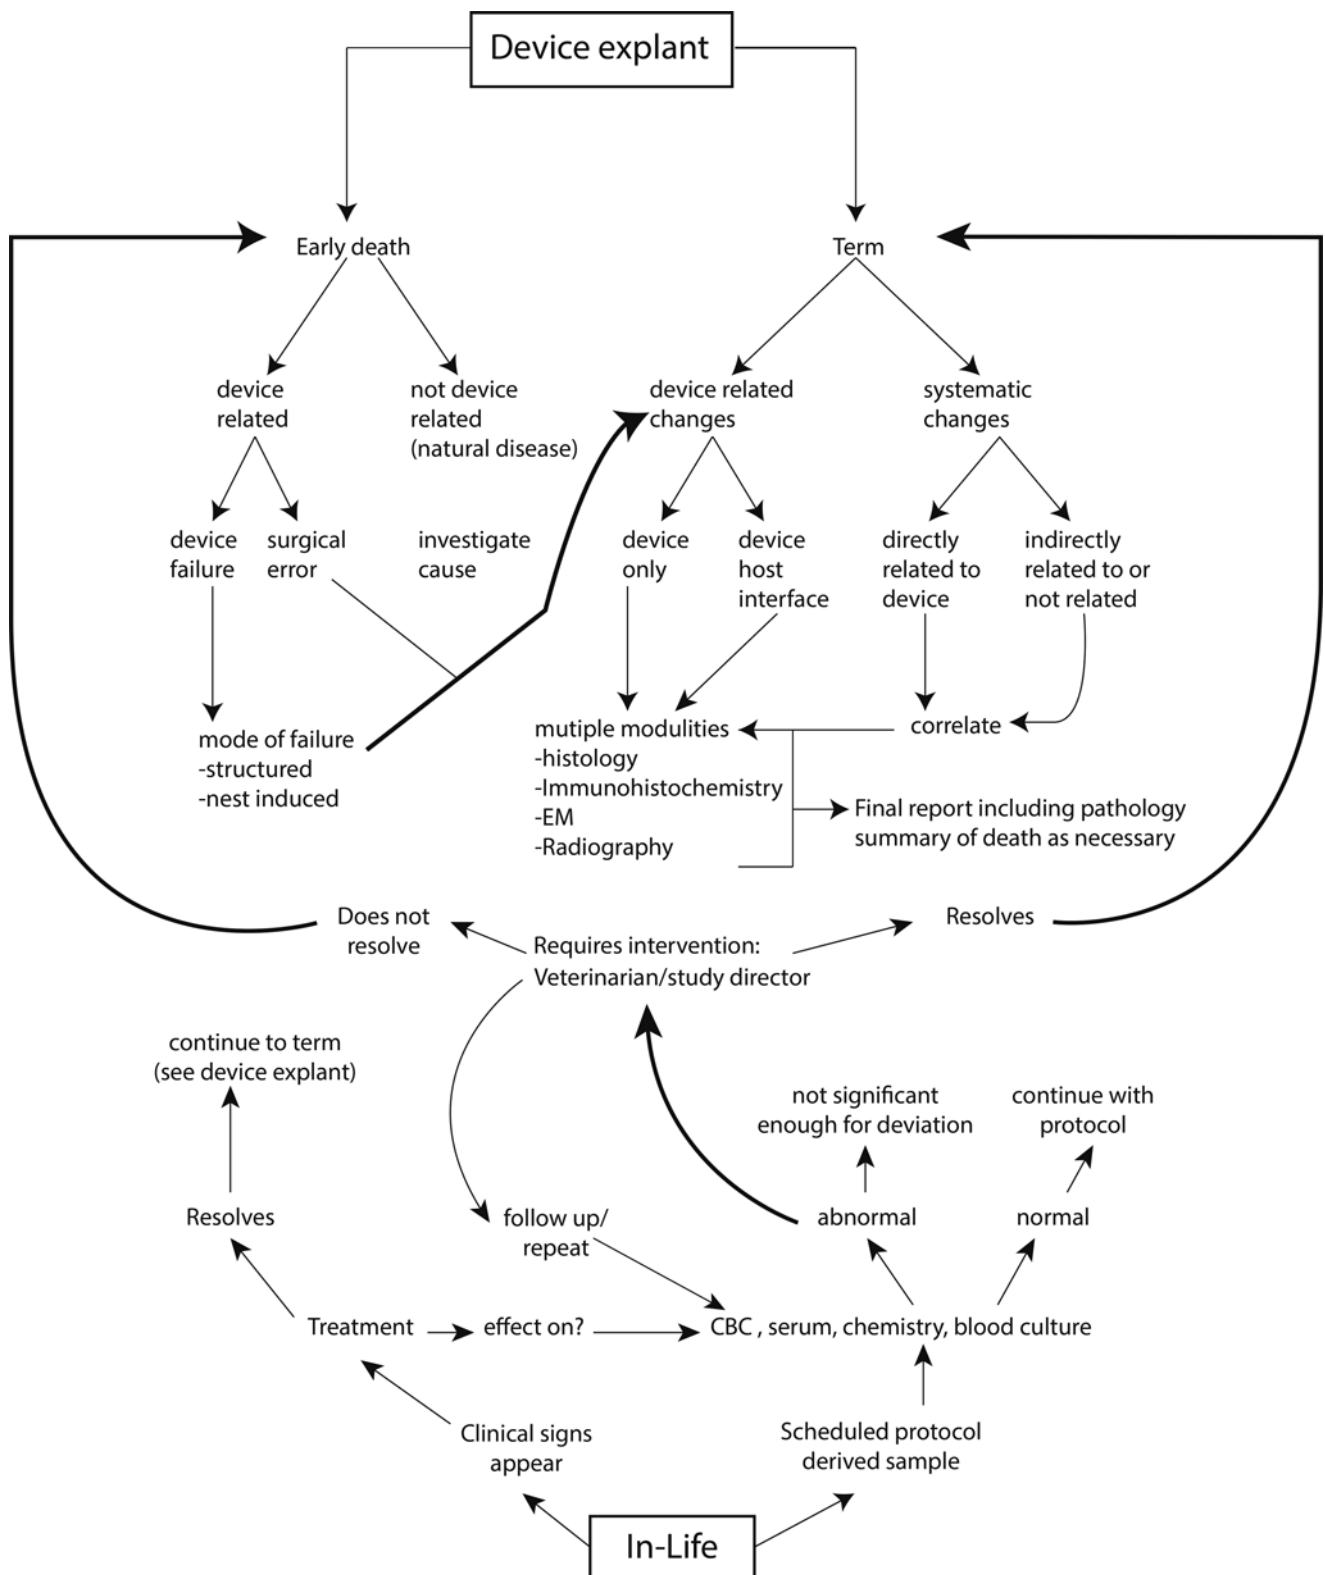 Device explant
Early death
Term
device
related
not device
related
(natural disease)
device related
changes
systematic
changes
device
failure
surgical
error
investigate
cause
device
only
device
host
interface
directly
related to
device
indirectly
related to or
not related
mode of failure
-structured
-nest induced
mutiple modulities
-histology
-Immunohistochemistry
-EM
-Radiography
correlate
Final report including pathology
summary of death as necessary
Does not
resolve
Requires intervention:
Veterinarian/study director
Resolves
continue to term
(see device explant)
not significant
enough for deviation
continue with
protocol
Resolves
follow up/
repeat
abnormal
normal
Treatment
effect on?
CBC , serum, chemistry, blood culture
Clinical signs
appear
Scheduled protocol
derived sample
In-Life